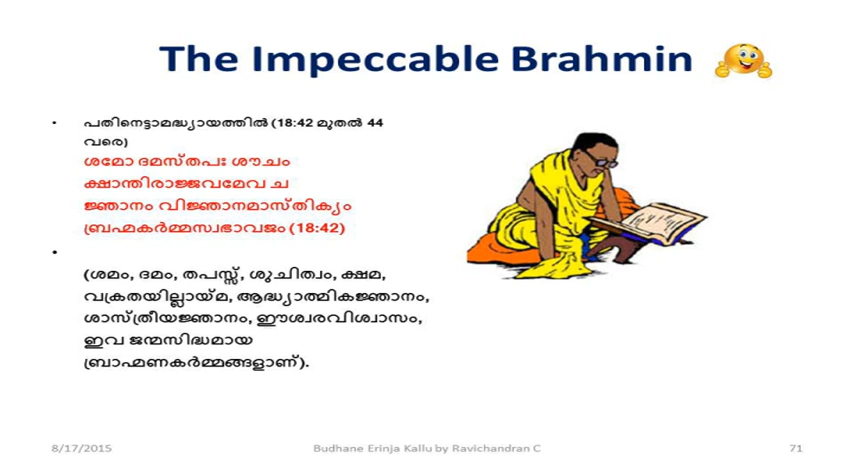 The Impeccable Brahmin
• പതിനെട്ടാമദ്ധ്യായത്തിൽ (18:42 മുതൽ 44
വരെ)
ശമോ ദമസ്തപഃ ശൗചം
ക്ഷാന്തിരാജ്ജവമേവ ച
ജ്ഞാനം വിജ്ഞാനമാസ്തിക്യം
ബ്രഹ്മകർമ്മസ്വഭാവജം (18:42)
•
(ശമം, ദമം, തപസ്സ്, ശുചിത്വം, ക്ഷമ,
വക്രതയില്ലായ്മ, ആദ്ധ്യാത്മികജ്ഞാനം,
ശാസ്ത്രീയജ്ഞാനം, ഈശ്വരവിശ്വാസം,
ഇവ ജന്മസിദ്ധമായ
ബ്രാഹ്മണകർമ്മങ്ങളാണ്).
8/17/2015 Budhane Erinja Kallu by Ravichandran C 71